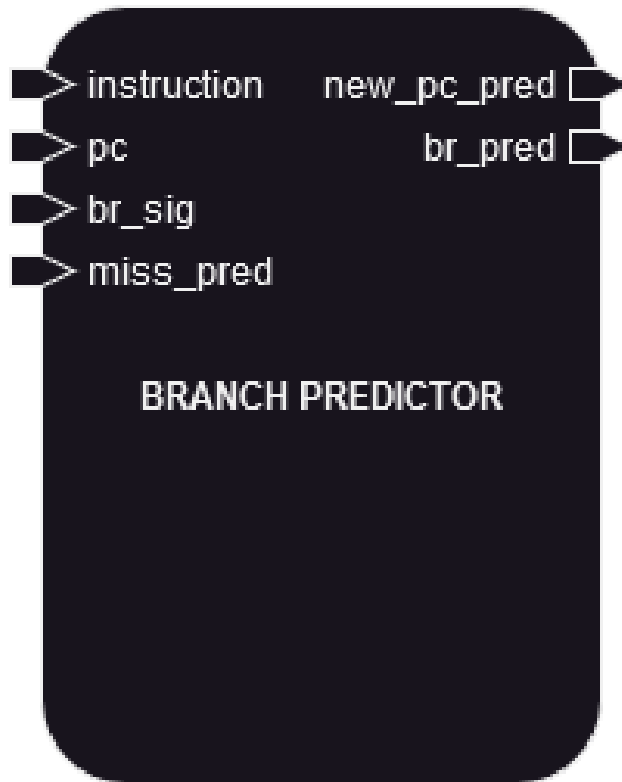 instruction new_pc_pred
pc br_pred
br_sig
miss_pred
BRANCH PREDICTOR